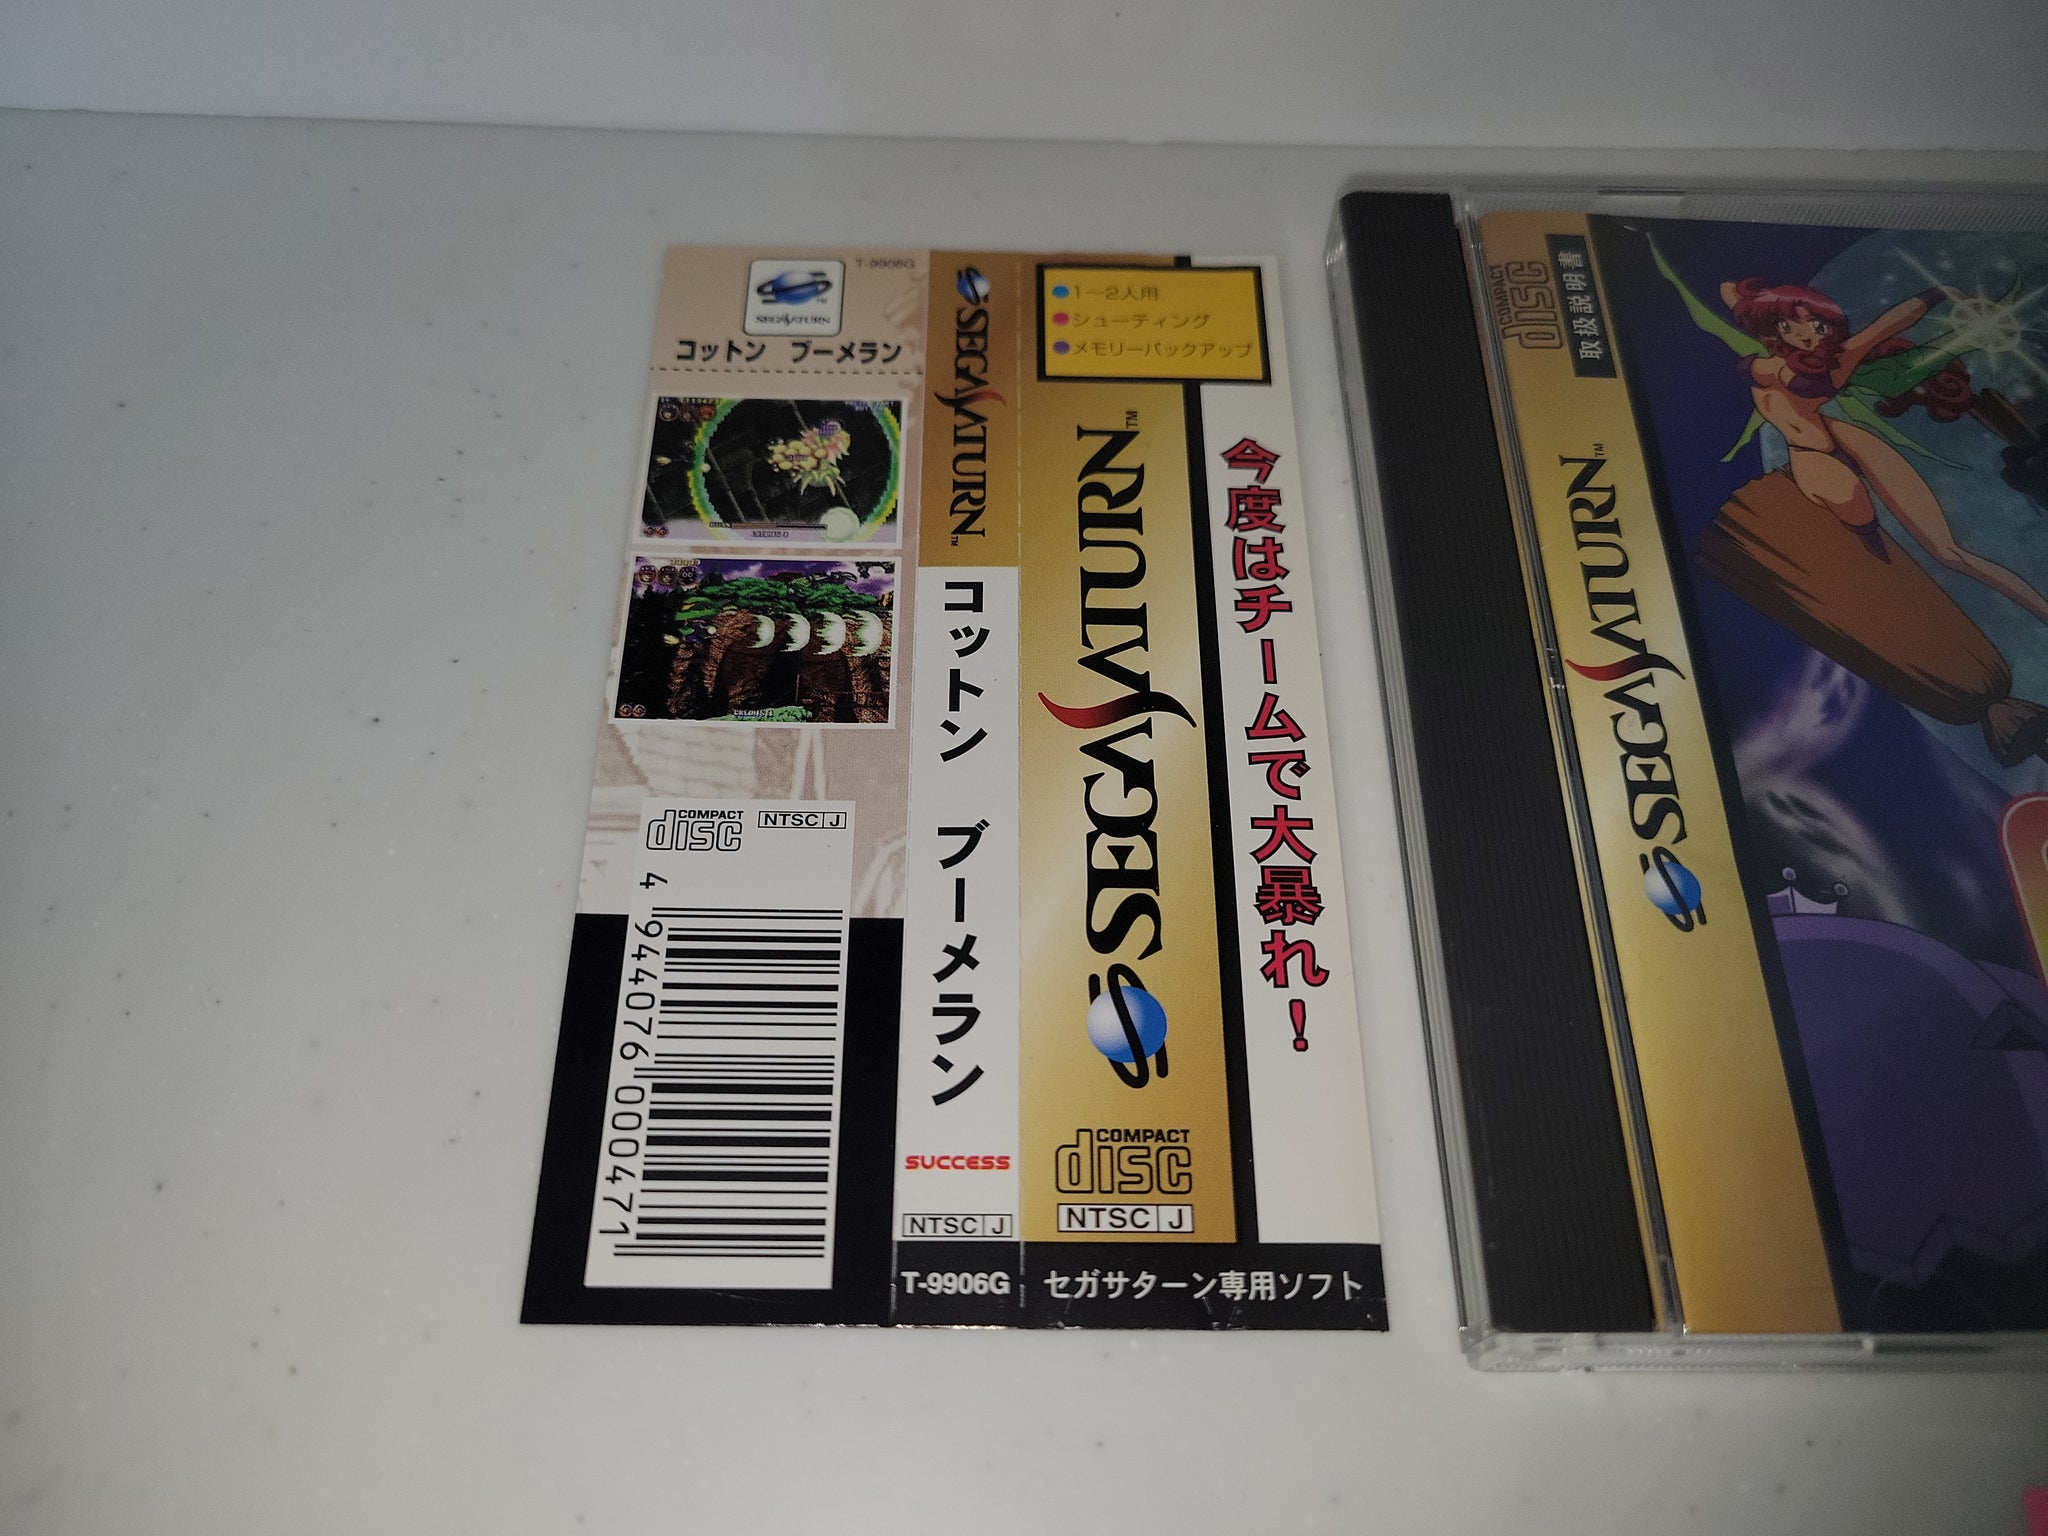 T-9906G
SEGA SATURN
コットン ブーメラン
COMPACT
disc
NTSC J
4 944076 000471
SEGA SATURN™
コットン ブーメラン
SUCCESS
NTSC J
T-9906G
1〜2人用
シューティング
メモリーバックアップ
SEGA SATURN™
COMPACT
disc
NTSC J
今度はチームで大暴れ!
セガサターン専用ソフト
COMPACT
disc
取扱説明書
SEGA SATURN™